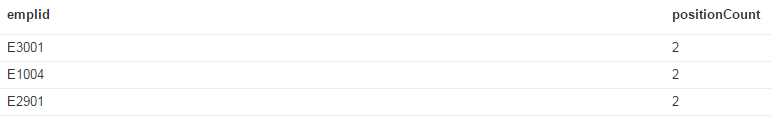 emplid positionCount
E3001 2
E1004 2
E2901 2